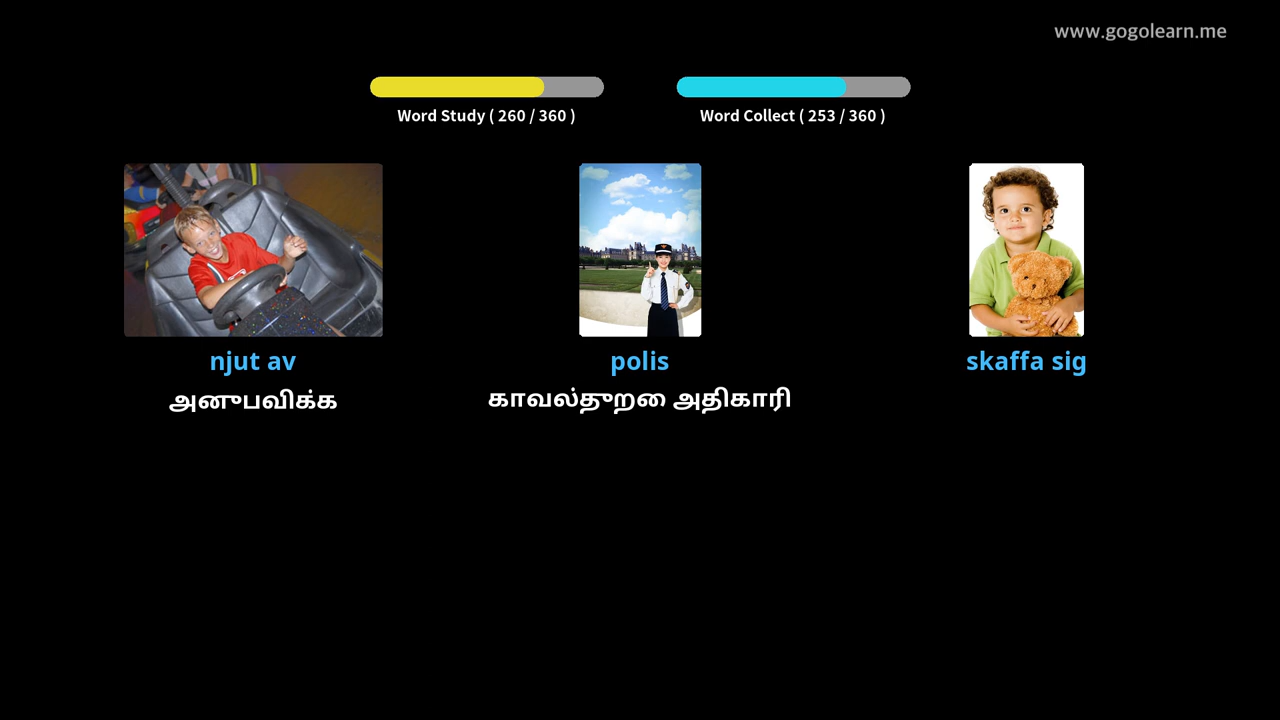 www.gogolearn.me
Word Study ( 260 / 360 )
Word Collect ( 253 / 360 )
njut av
polis
skaffa sig
அனுபவிக்க
காவல்துறை அதிகாரி